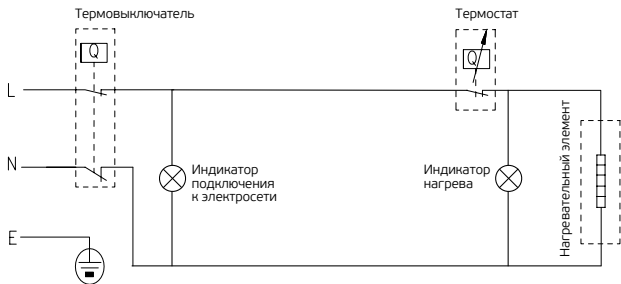 Термовыключатель
Термостат
Q
Q
L
N
E
Индикатор
подключения
к электросети
Индикатор
нагрева
Нагревательный элемент